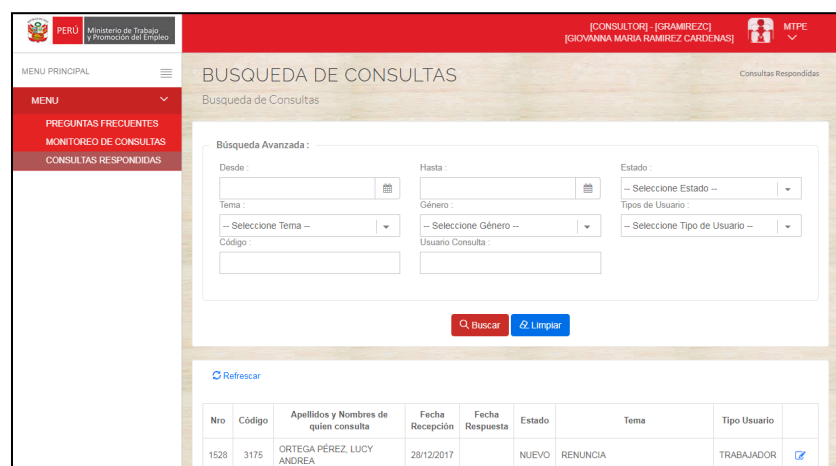 PERÚ
Ministerio de Trabajo
y Promoción del Empleo
[CONSULTOR] - [GRAMIREZC]
[GIOVANNA MARIA RAMIREZ CARDENAS]
MTPE
MENU PRINCIPAL
MENU
PREGUNTAS FRECUENTES
MONITOREO DE CONSULTAS
CONSULTAS RESPONDIDAS
BUSQUEDA DE CONSULTAS
Consultas Respondidas
Busqueda de Consultas
Búsqueda Avanzada :
Desde : Hasta : Estado :
-- Seleccione Estado --
Tema : Género : Tipos de Usuario :
-- Seleccione Tema -- -- Seleccione Género -- -- Seleccione Tipo de Usuario --
Código : Usuario Consulta :
Buscar Limpiar
Refrescar
Nro Código Apellidos y Nombres de quien consulta Fecha Recepción Fecha Respuesta Estado Tema Tipo Usuario
1528 3175 ORTEGA PÉREZ, LUCY ANDREA 28/12/2017 NUEVO RENUNCIA TRABAJADOR